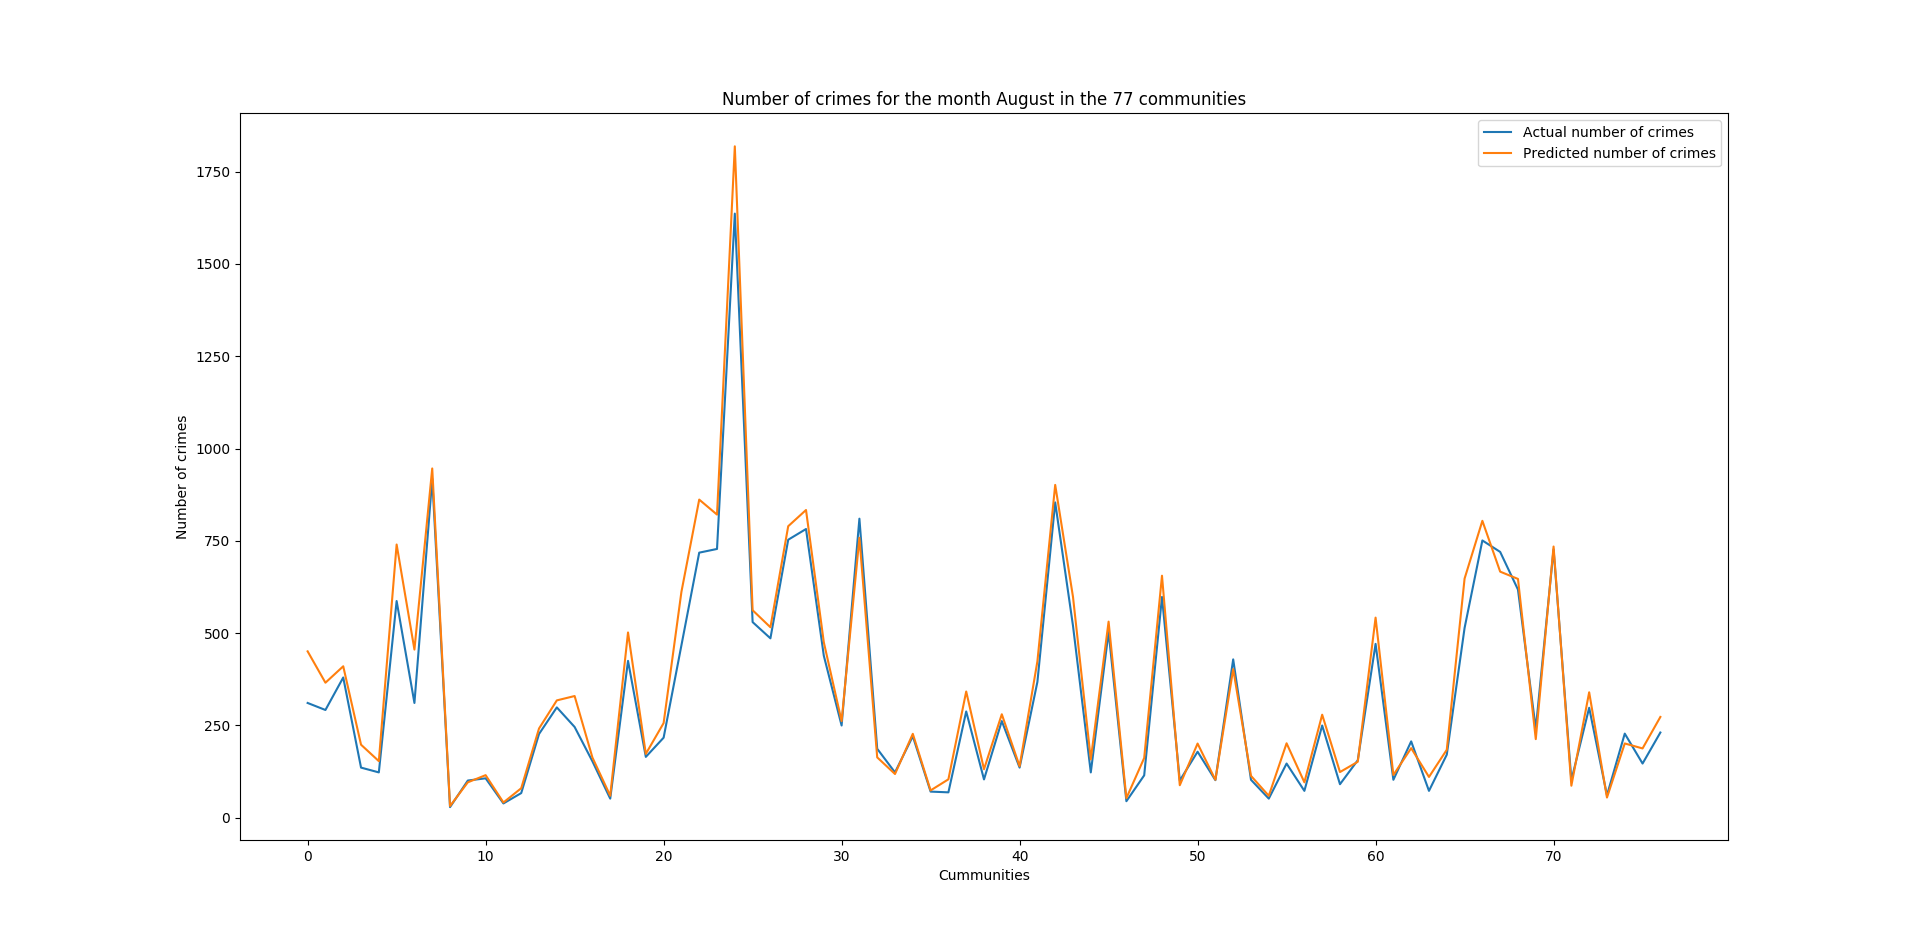 Number of crimes for the month August in the 77 communities
Actual number of crimes
Predicted number of crimes
1750
1500
1250
1000
750
500
250
0
Number of crimes
0 10 20 30 40 50 60 70
Cummunities